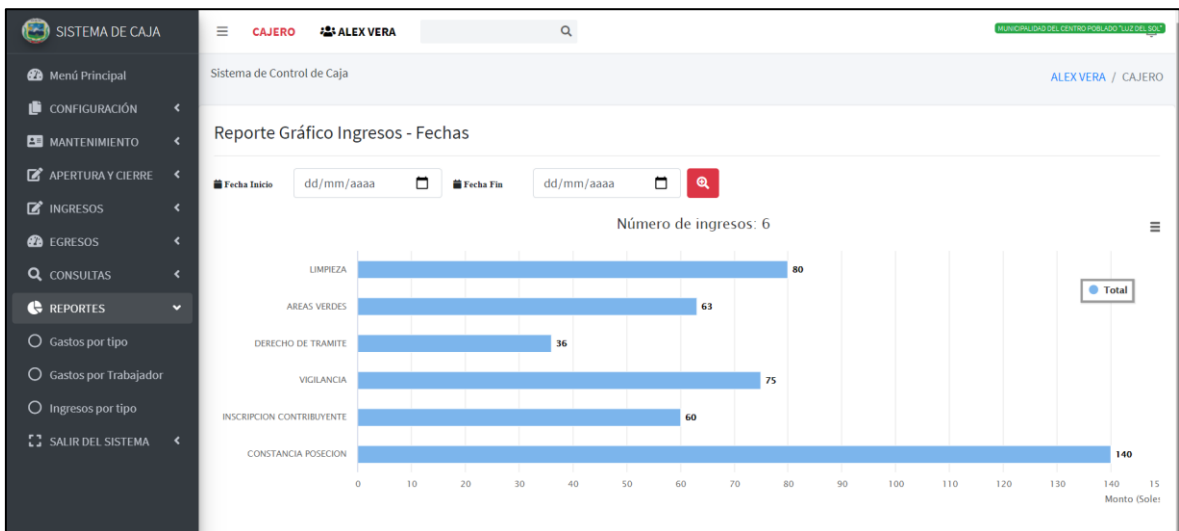 SISTEMA DE CAJA
CAJERO ALEX VERA
MUNICIPALIDAD DEL CENTRO POBLADO "LUZ DEL SOL"
Menú Principal
CONFIGURACIÓN
MANTENIMIENTO
APERTURA Y CIERRE
INGRESOS
EGRESOS
CONSULTAS
REPORTES
Gastos por tipo
Gastos por Trabajador
Ingresos por tipo
SALIR DEL SISTEMA
Sistema de Control de Caja
ALEX VERA / CAJERO
Reporte Gráfico Ingresos - Fechas
Fecha Inicio dd/mm/aaaa Fecha Fin dd/mm/aaaa
Número de ingresos: 6
Total
LIMPIEZA 80
AREAS VERDES 63
DERECHO DE TRAMITE 36
VIGILANCIA 75
INSCRIPCION CONTRIBUYENTE 60
CONSTANCIA POSECION 140
0 10 20 30 40 50 60 70 80 90 100 110 120 130 140 15
Monto (Soles